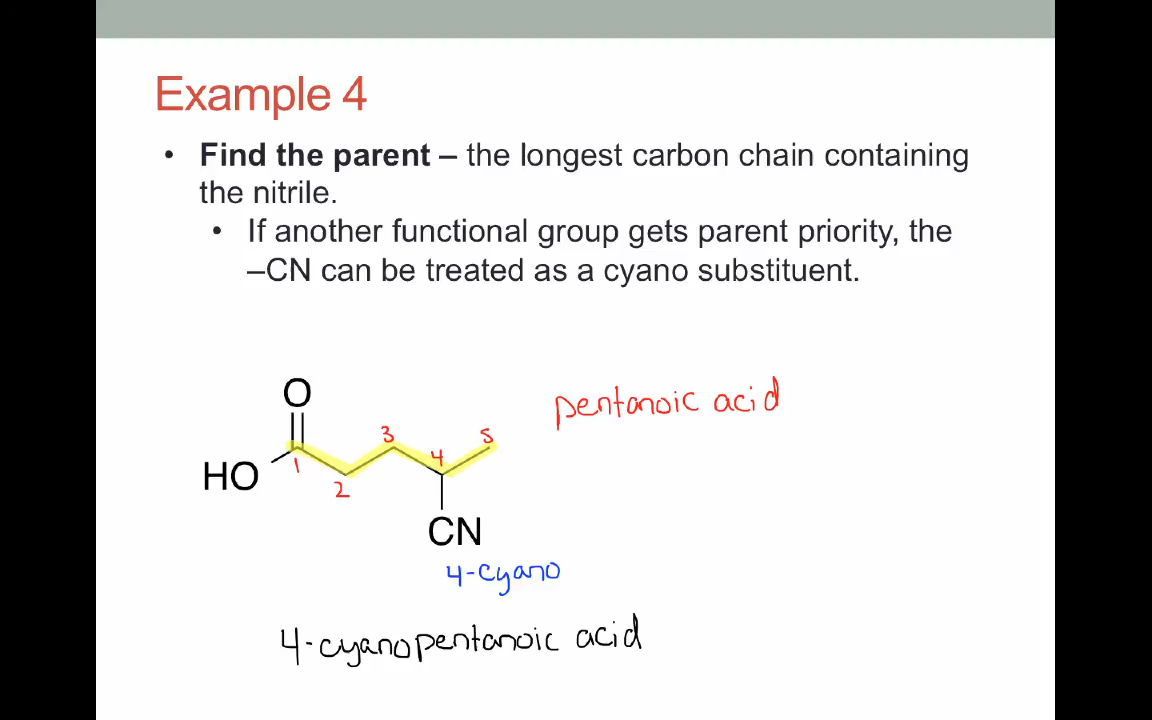 Example 4
• Find the parent – the longest carbon chain containing
the nitrile.
• If another functional group gets parent priority, the
–CN can be treated as a cyano substituent.
O
pentanoic acid
3
5
4
1
HO
2
CN
4-cyano
4-cyanopentanoic acid